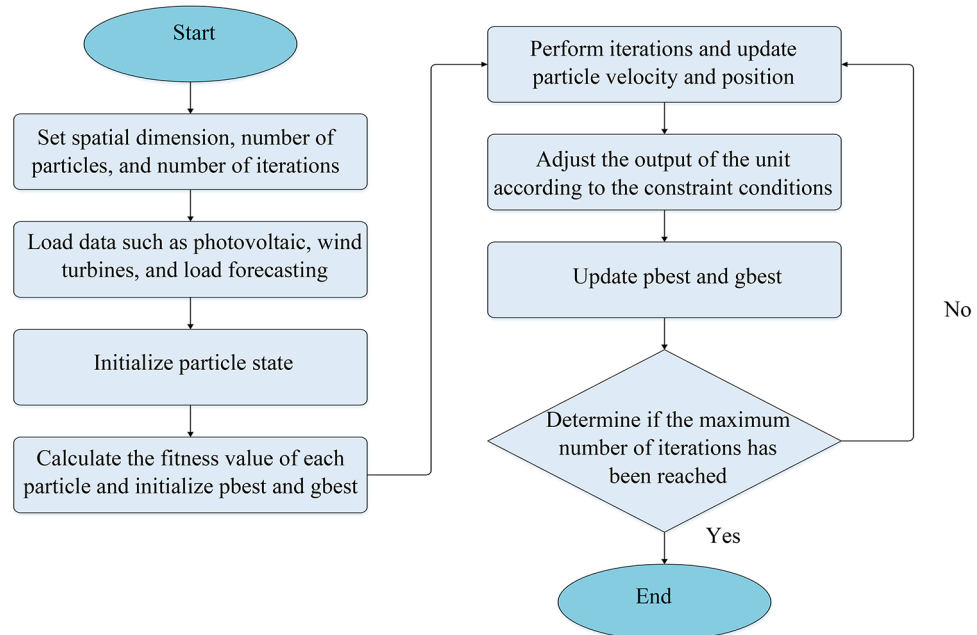 Start
Set spatial dimension, number of
particles, and number of iterations
Load data such as photovoltaic, wind
turbines, and load forecasting
Initialize particle state
Calculate the fitness value of each
particle and initialize pbest and gbest
Perform iterations and update
particle velocity and position
Adjust the output of the unit
according to the constraint conditions
Update pbest and gbest
Determine if the maximum
number of iterations has
been reached
No
Yes
End